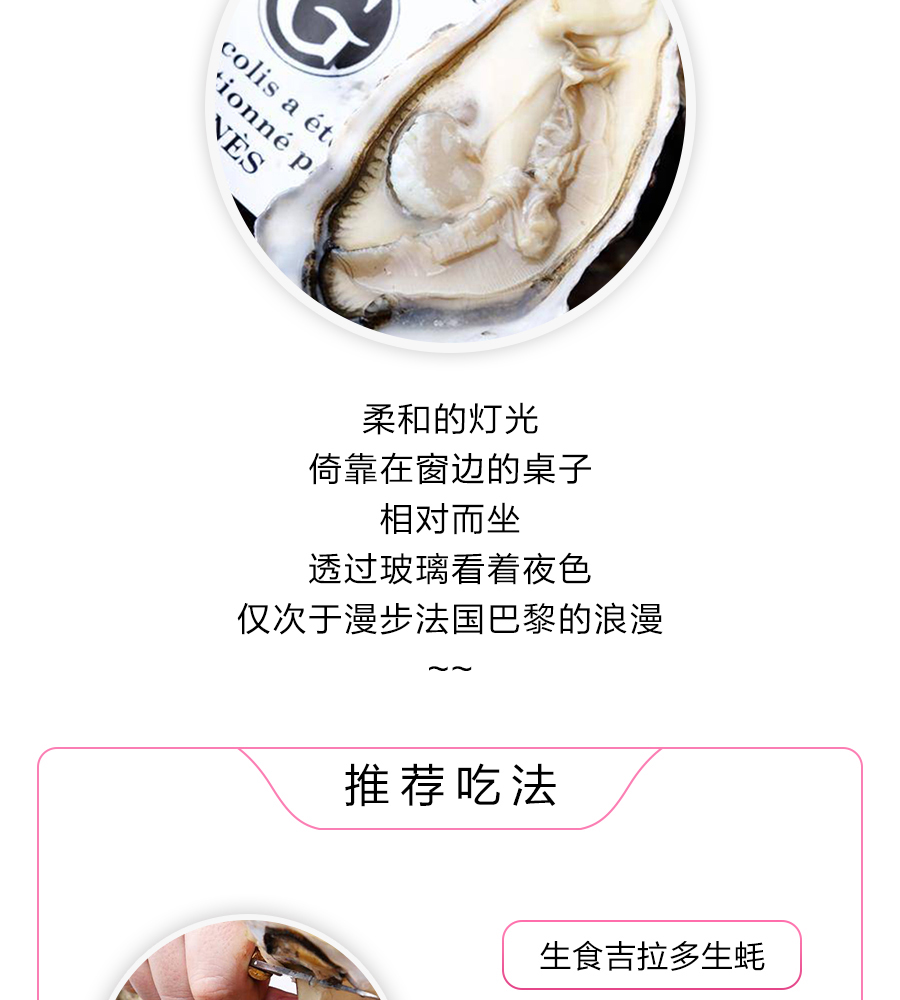 G
colis a ét
tionné p
NÈS
柔和的灯光
倚靠在窗边的桌子
相对而坐
透过玻璃看着夜色
仅次于漫步法国巴黎的浪漫
~~
推荐吃法
生食吉拉多生蚝